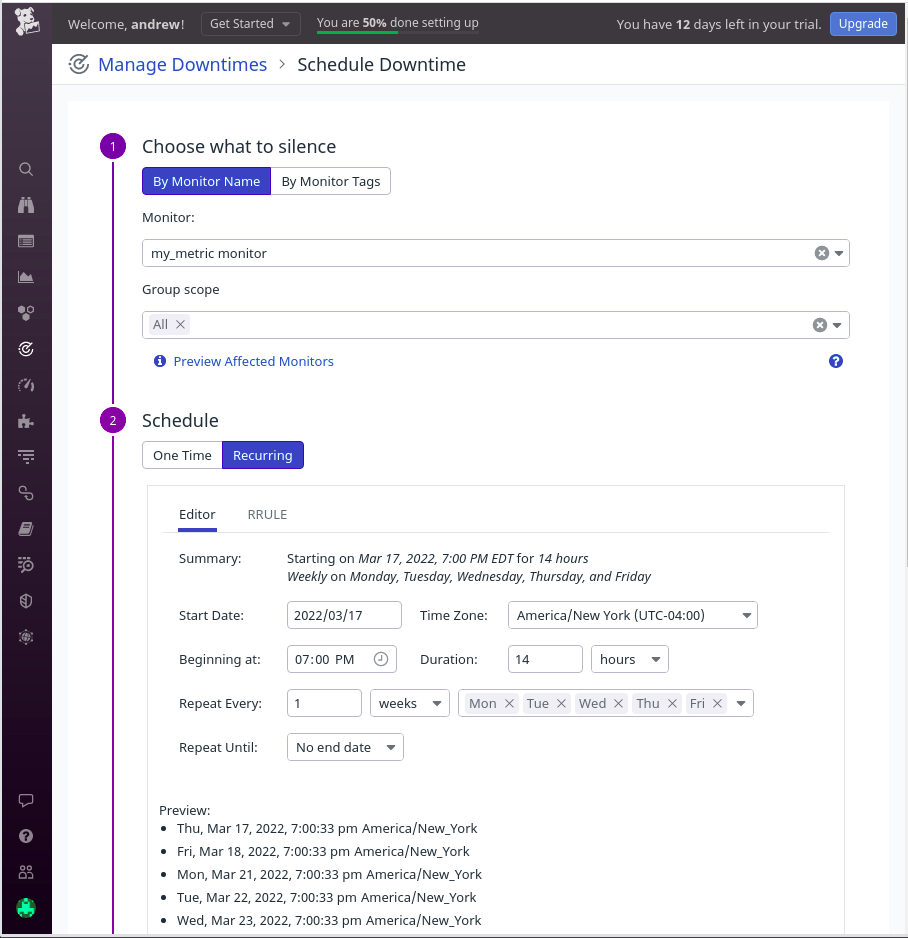 Welcome, andrew! Get Started You are 50% done setting up You have 12 days left in your trial. Upgrade
Manage Downtimes > Schedule Downtime
1 Choose what to silence
By Monitor Name By Monitor Tags
Monitor:
my_metric monitor
Group scope
All
Preview Affected Monitors
2 Schedule
One Time Recurring
Editor RRULE
Summary: Starting on Mar 17, 2022, 7:00 PM EDT for 14 hours
Weekly on Monday, Tuesday, Wednesday, Thursday, and Friday
Start Date: 2022/03/17 Time Zone: America/New York (UTC-04:00)
Beginning at: 07:00 PM Duration: 14 hours
Repeat Every: 1 weeks Mon Tue Wed Thu Fri
Repeat Until: No end date
Preview:
• Thu, Mar 17, 2022, 7:00:33 pm America/New_York
• Fri, Mar 18, 2022, 7:00:33 pm America/New_York
• Mon, Mar 21, 2022, 7:00:33 pm America/New_York
• Tue, Mar 22, 2022, 7:00:33 pm America/New_York
• Wed, Mar 23, 2022, 7:00:33 pm America/New_York